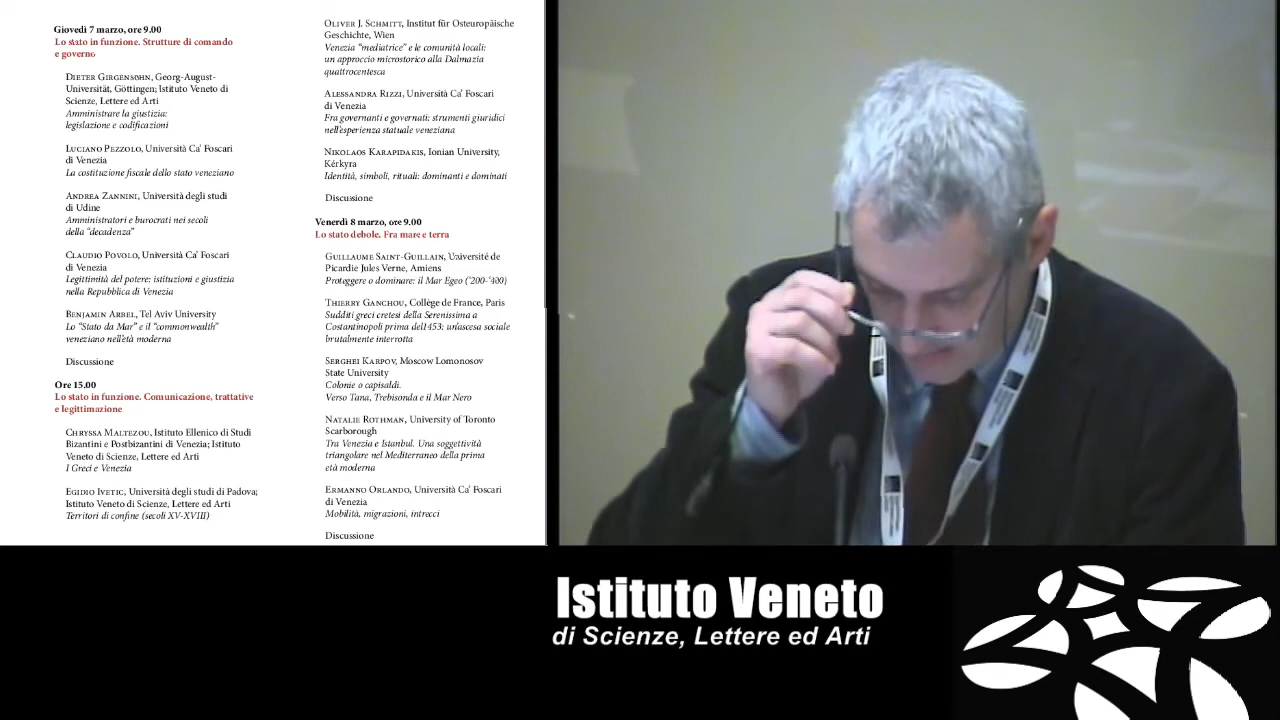 Giovedì 7 marzo, ore 9.00
Lo stato in funzione. Strutture di comando
e governo
Dieter Girgensohn, Georg-August-
Universität, Göttingen; Istituto Veneto di
Scienze, Lettere ed Arti
Amministrare la giustizia:
legislazione e codificazioni
Luciano Pezzolo, Università Ca' Foscari
di Venezia
La costituzione fiscale dello stato veneziano
Andrea Zannini, Università degli studi
di Udine
Amministratori e burocrati nei secoli
della "decadenza"
Claudio Povolo, Università Ca' Foscari
di Venezia
Legittimità del potere: istituzioni e giustizia
nella Repubblica di Venezia
Benjamin Arbel, Tel Aviv University
Lo "Stato da Mar" e il "commonwealth"
veneziano nell'età moderna
Discussione
Ore 15.00
Lo stato in funzione. Comunicazione, trattative
e legittimazione
Chryssa Maltezou, Istituto Ellenico di Studi
Bizantini e Postbizantini di Venezia; Istituto
Veneto di Scienze, Lettere ed Arti
I Greci e Venezia
Egidio Ivetic, Università degli studi di Padova;
Istituto Veneto di Scienze, Lettere ed Arti
Territori di confine (secoli XV-XVIII)
Oliver J. Schmitt, Institut für Osteuropäische
Geschichte, Wien
Venezia "mediatrice" e le comunità locali:
un approccio microstorico alla Dalmazia
quattrocentesca
Alessandra Rizzi, Università Ca' Foscari
di Venezia
Fra governanti e governati: strumenti giuridici
nell'esperienza statuale veneziana
Nikolaos Karapidakis, Ionian University,
Kérkyra
Identità, simboli, rituali: dominanti e dominati
Discussione
Venerdì 8 marzo, ore 9.00
Lo stato debole. Fra mare e terra
Guillaume Saint-Guillain, Université de
Picardie Jules Verne, Amiens
Proteggere o dominare: il Mar Egeo ('200-'400)
Thierry Ganchou, Collège de France, Paris
Sudditi greci cretesi della Serenissima a
Costantinopoli prima del 1453: un'ascesa sociale
brutalmente interrotta
Serghei Karpov, Moscow Lomonosov
State University
Colonie o capisaldi.
Verso Tana, Trebisonda e il Mar Nero
Natalie Rothman, University of Toronto
Scarborough
Tra Venezia e Istanbul. Una soggettività
triangolare nel Mediterraneo della prima
età moderna
Ermanno Orlando, Università Ca' Foscari
di Venezia
Mobilità, migrazioni, intrecci
Discussione
Istituto Veneto
di Scienze, Lettere ed Arti